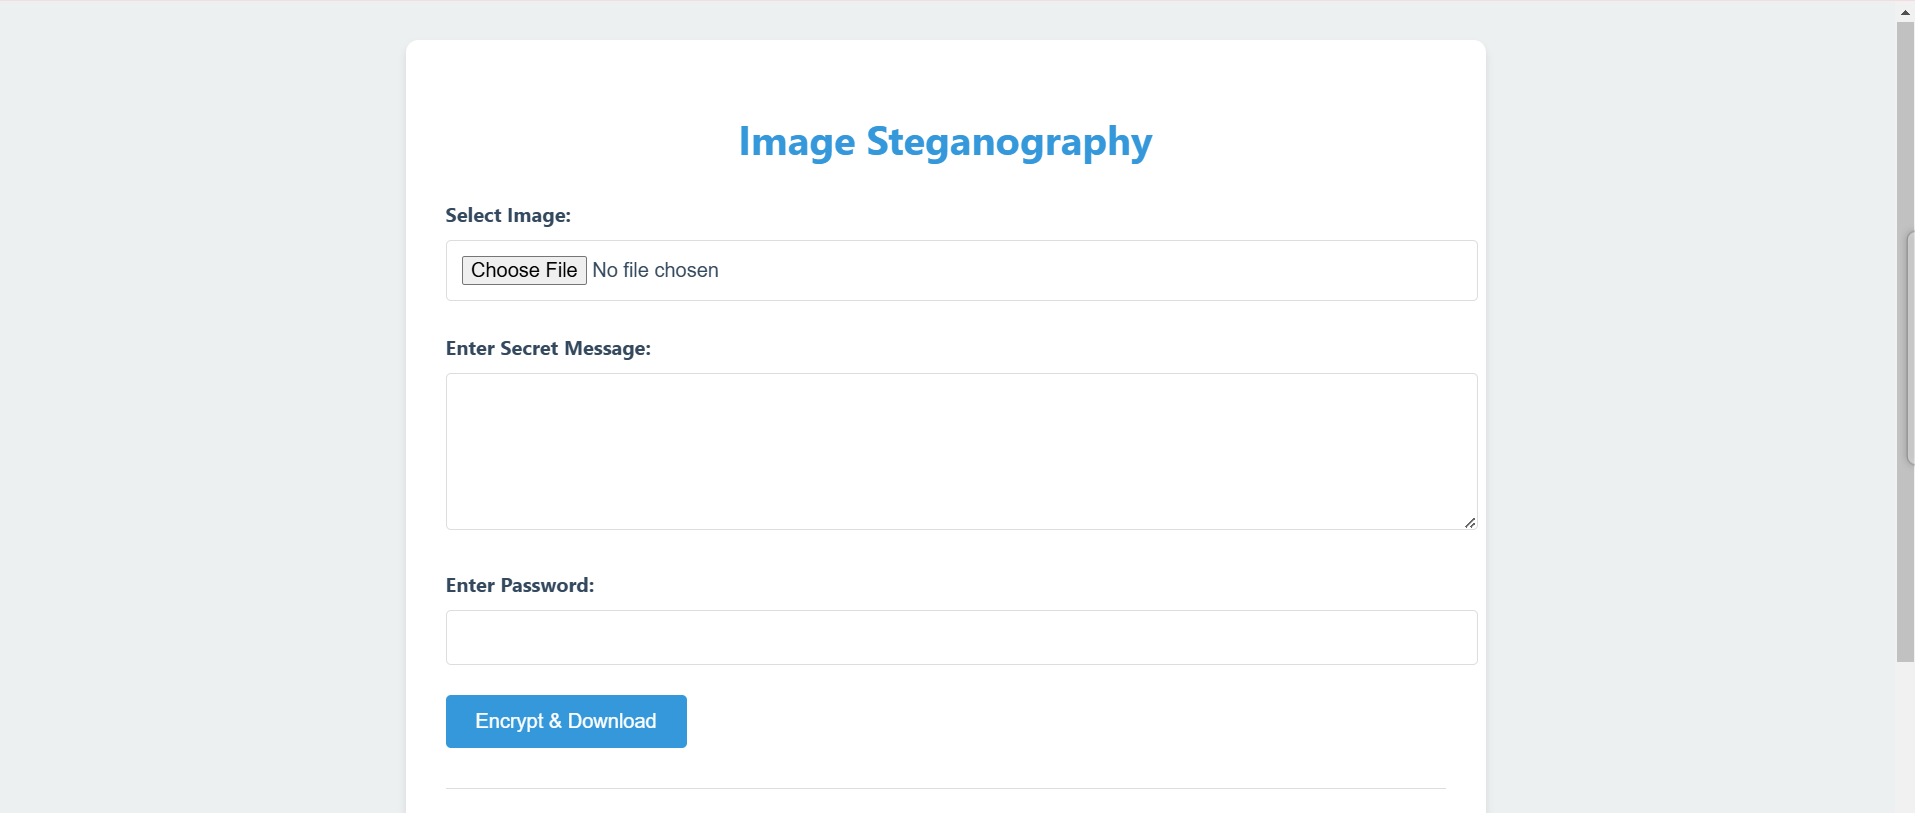 Image Steganography
Select Image:
Choose File No file chosen
Enter Secret Message:
Enter Password:
Encrypt & Download